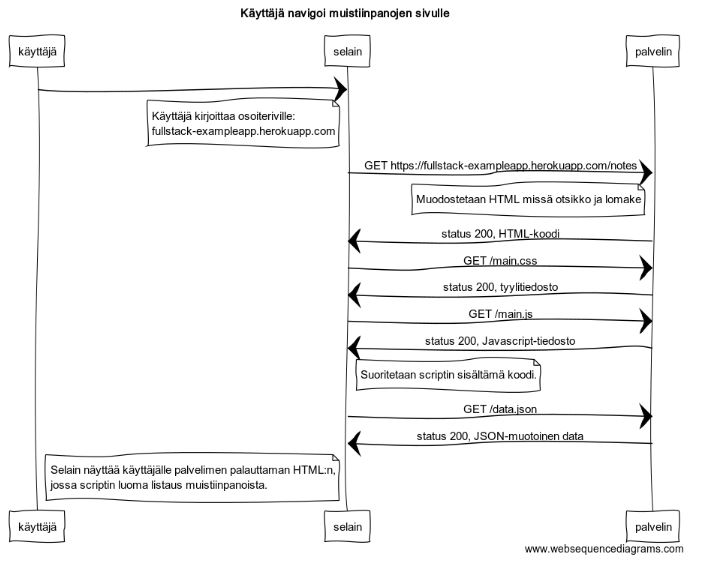 Käyttäjä navigoi muistiinpanojen sivulle
käyttäjä
selain
palvelin
Käyttäjä kirjoittaa osoiteriville:
fullstack-exampleapp.herokuapp.com
GET https://fullstack-exampleapp.herokuapp.com/notes
Muodostetaan HTML missä otsikko ja lomake
status 200, HTML-koodi
GET /main.css
status 200, tyylitiedosto
GET /main.js
status 200, Javascript-tiedosto
Suoritetaan scriptin sisältämä koodi.
GET /data.json
status 200, JSON-muotoinen data
Selain näyttää käyttäjälle palvelimen palauttaman HTML:n,
jossa scriptin luoma listaus muistiinpanoista.
käyttäjä
selain
palvelin
www.websequencediagrams.com